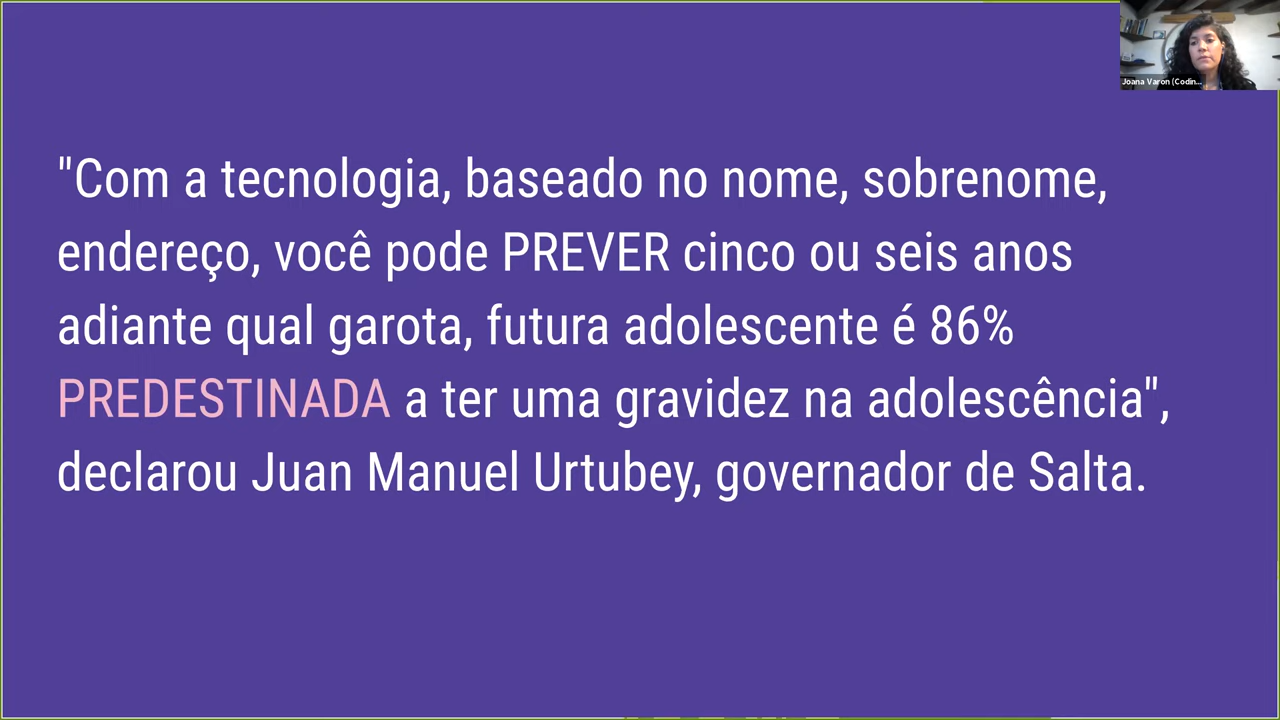 Joana Varon (Codin...
"Com a tecnologia, baseado no nome, sobrenome,
endereço, você pode PREVER cinco ou seis anos
adiante qual garota, futura adolescente é 86%
PREDESTINADA a ter uma gravidez na adolescência",
declarou Juan Manuel Urtubey, governador de Salta.